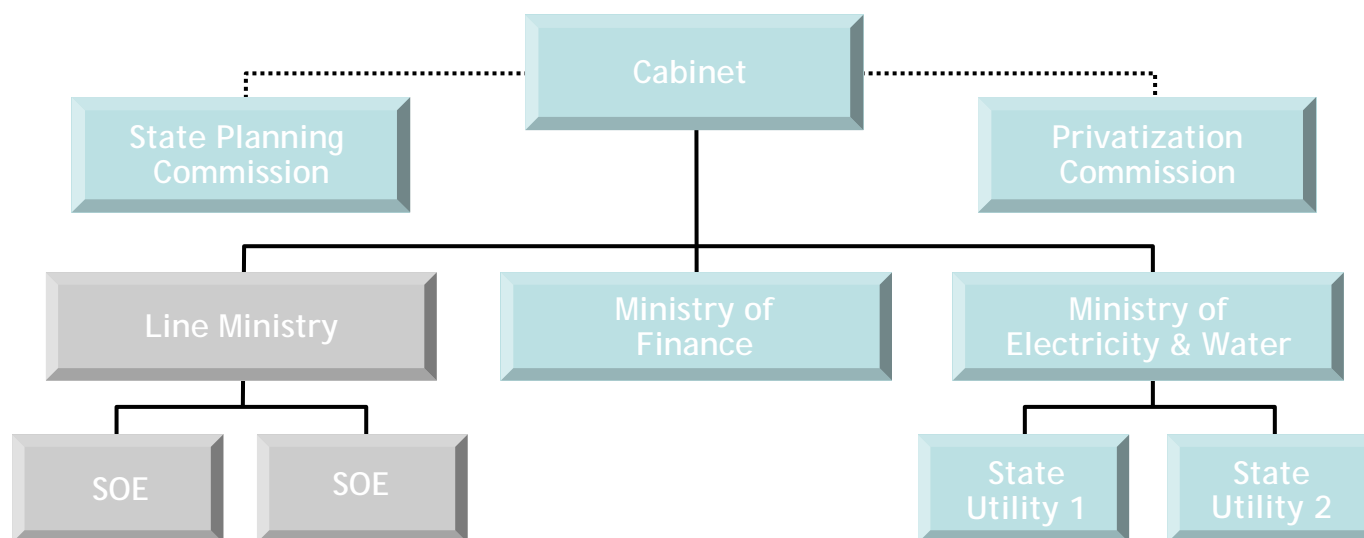 Cabinet
State Planning
Commission
Privatization
Commission
Line Ministry
Ministry of
Finance
Ministry of
Electricity & Water
SOE
SOE
State
Utility 1
State
Utility 2